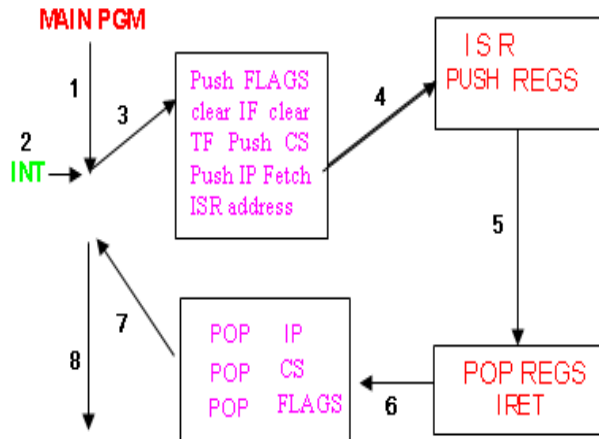 MAIN PGM
1
2
INT
3
Push FLAGS
clear IF clear
TF Push CS
Push IP Fetch
ISR address
4
ISR
PUSH REGS
5
POP REGS
IRET
6
POP IP
POP CS
POP FLAGS
7
8